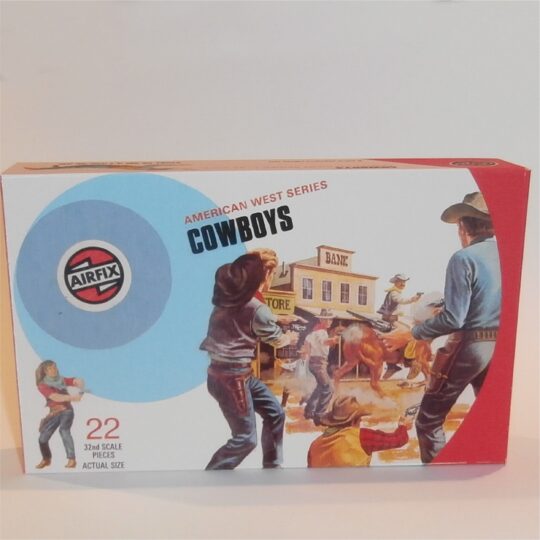 AMERICAN WEST SERIES
COWBOYS
AIRFIX
BANK
STORE
22
32nd SCALE
PIECES
ACTUAL SIZE